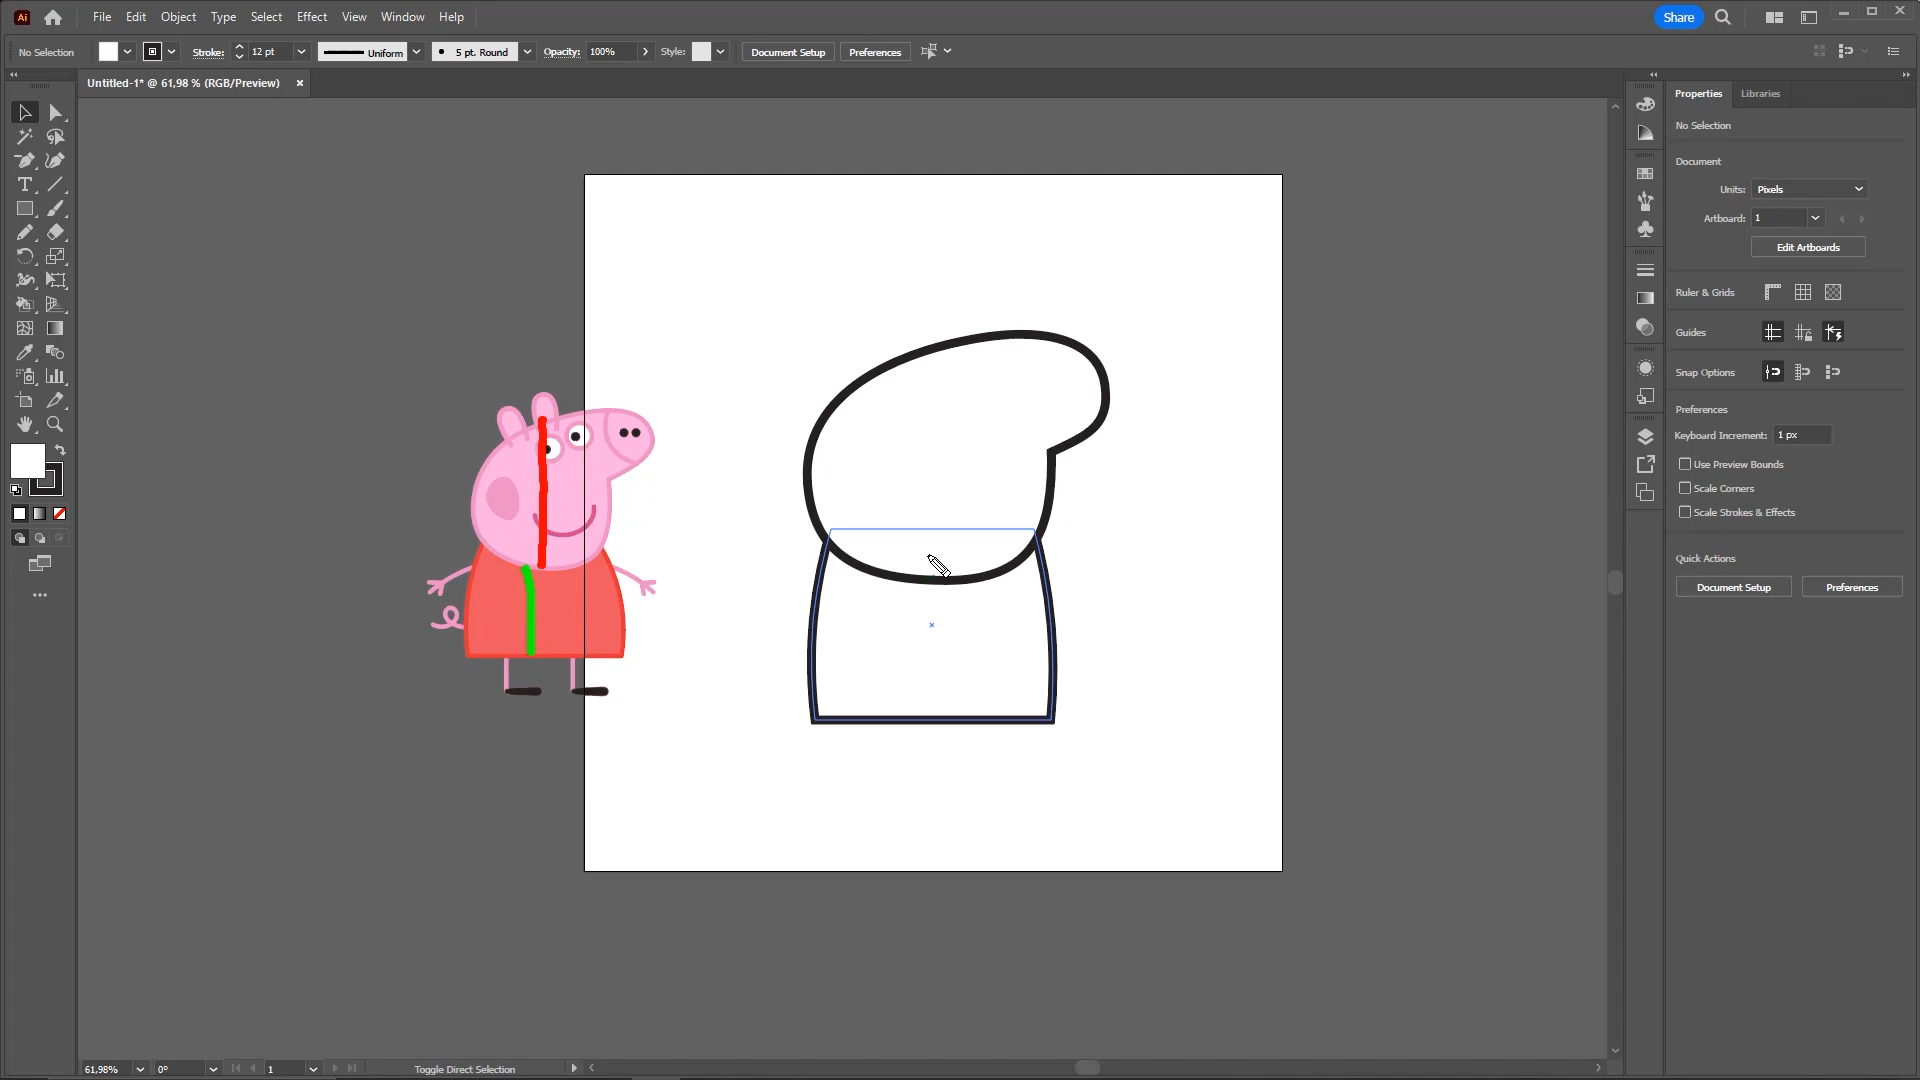 Ai File Edit Object Type Select Effect View Window Help Share
No Selection Stroke: 12 pt Uniform 5 pt. Round Opacity: 100% Style: Document Setup Preferences
Untitled-1* @ 61,98 % (RGB/Preview)
Properties Libraries
No Selection
Document
Units: Pixels
Artboard: 1
Edit Artboards
Ruler & Grids
Guides
Snap Options
Preferences
Keyboard Increment: 1 px
Use Preview Bounds
Scale Corners
Scale Strokes & Effects
Quick Actions
Document Setup Preferences
61,98% 0° 1 Toggle Direct Selection